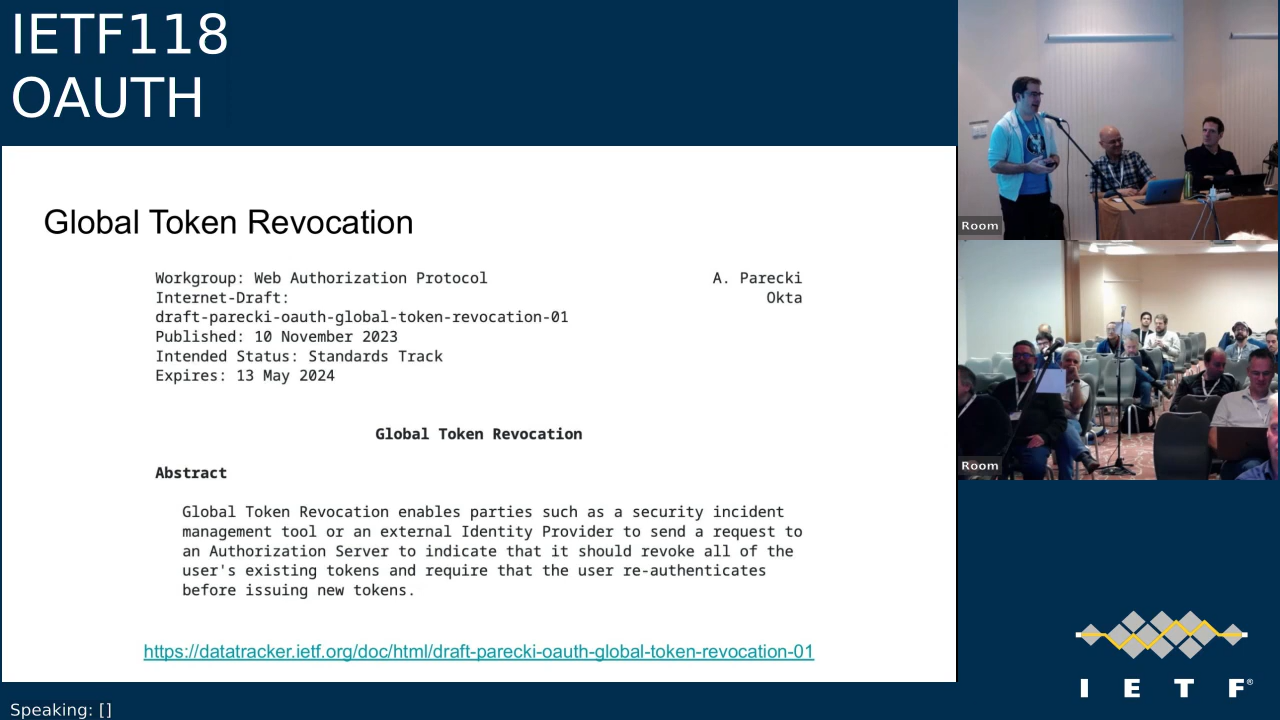 IETF118
OAUTH
Global Token Revocation
Workgroup: Web Authorization Protocol A. Parecki
Internet-Draft: Okta
draft-parecki-oauth-global-token-revocation-01
Published: 10 November 2023
Intended Status: Standards Track
Expires: 13 May 2024
Global Token Revocation
Abstract
Global Token Revocation enables parties such as a security incident
management tool or an external Identity Provider to send a request to
an Authorization Server to indicate that it should revoke all of the
user's existing tokens and require that the user re-authenticates
before issuing new tokens.
https://datatracker.ietf.org/doc/html/draft-parecki-oauth-global-token-revocation-01
Room
Room
I E T F®
Speaking: []